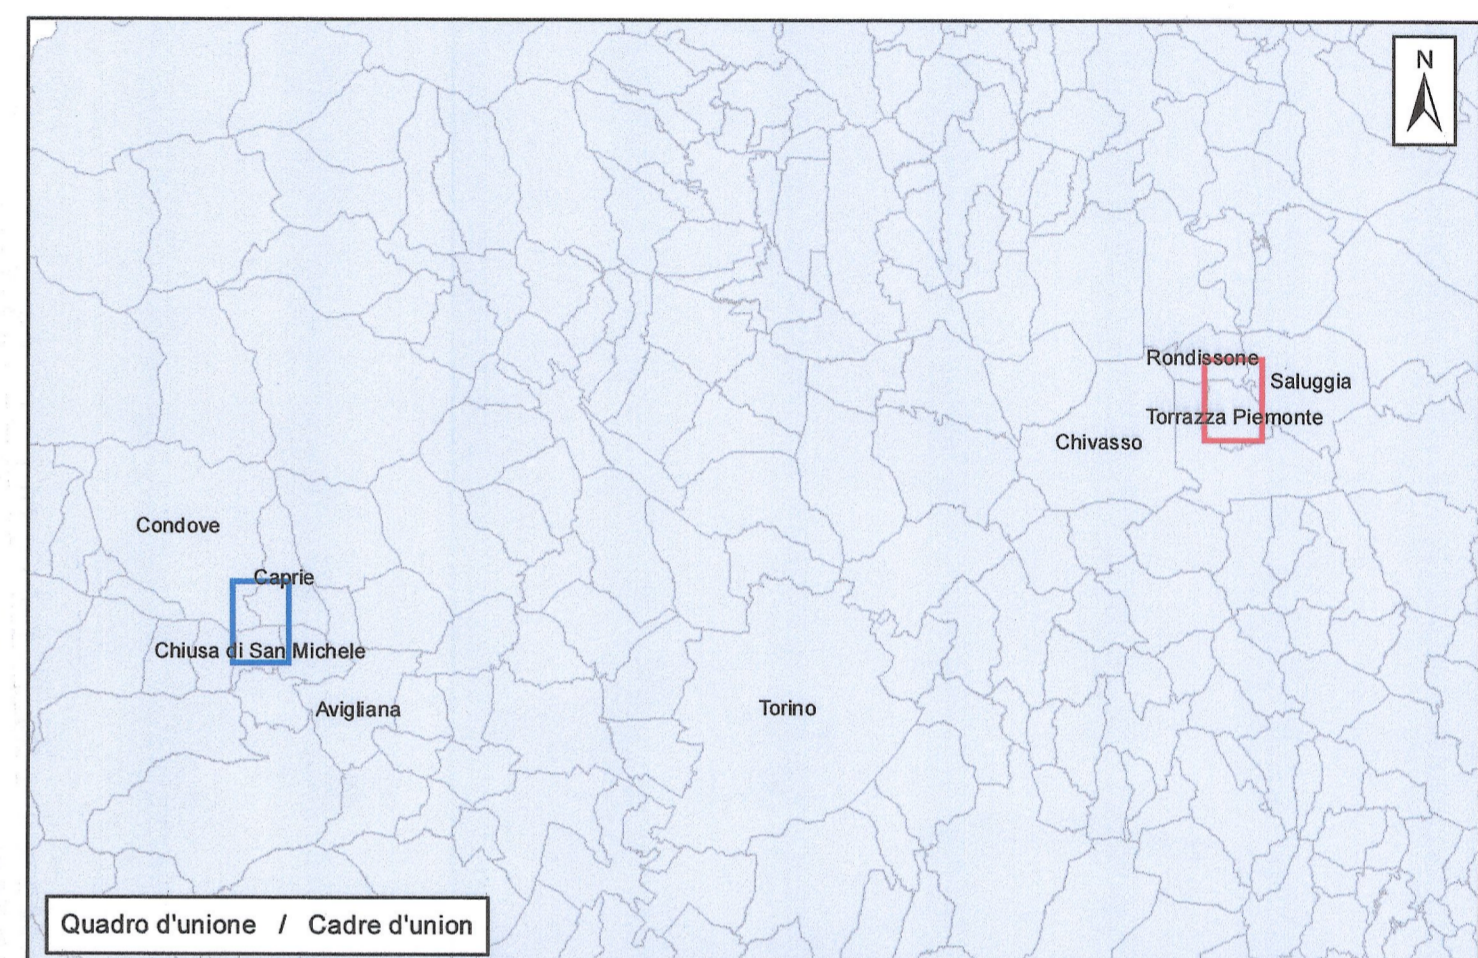 N
Rondissone
Saluggia
Torrazza Piemonte
Chivasso
Condove
Caprie
Chiusa di San Michele
Avigliana
Torino
Quadro d'unione / Cadre d'union